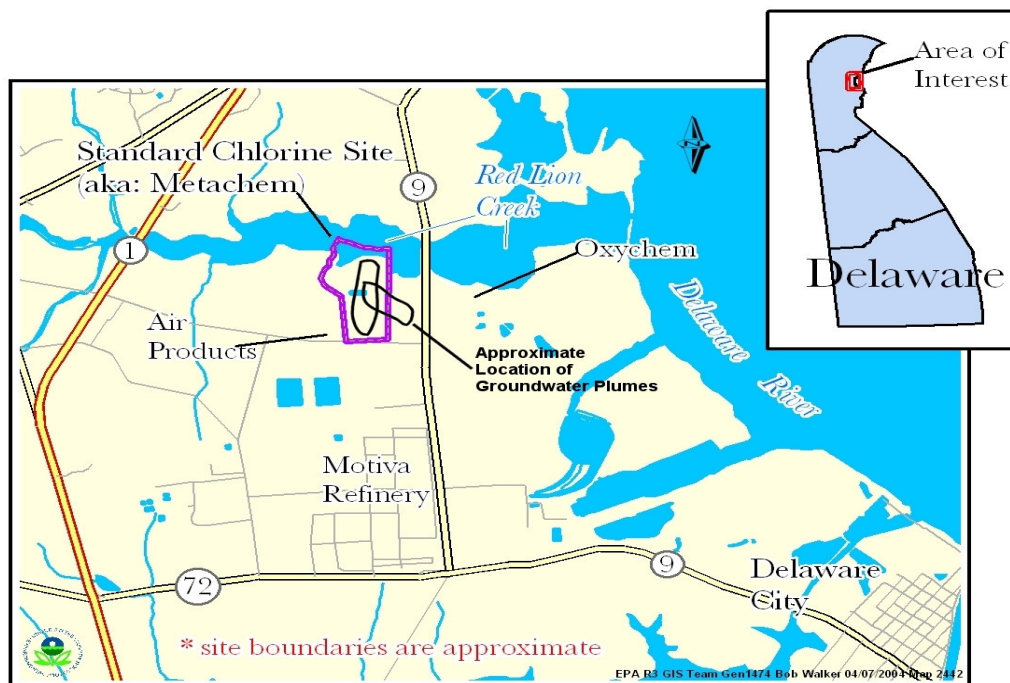 Area of
Interest
Delaware
Standard Chlorine Site
(aka: Metachem)
9
Red Lion
Creek
1
Oxychem
Air
Products
Delaware River
Approximate
Location of
Groundwater Plumes
Motiva
Refinery
72
9
Delaware
City
* site boundaries are approximate
EPA R3 GIS Team Gen1474 Bob Walker 04/07/2004 Map 2442